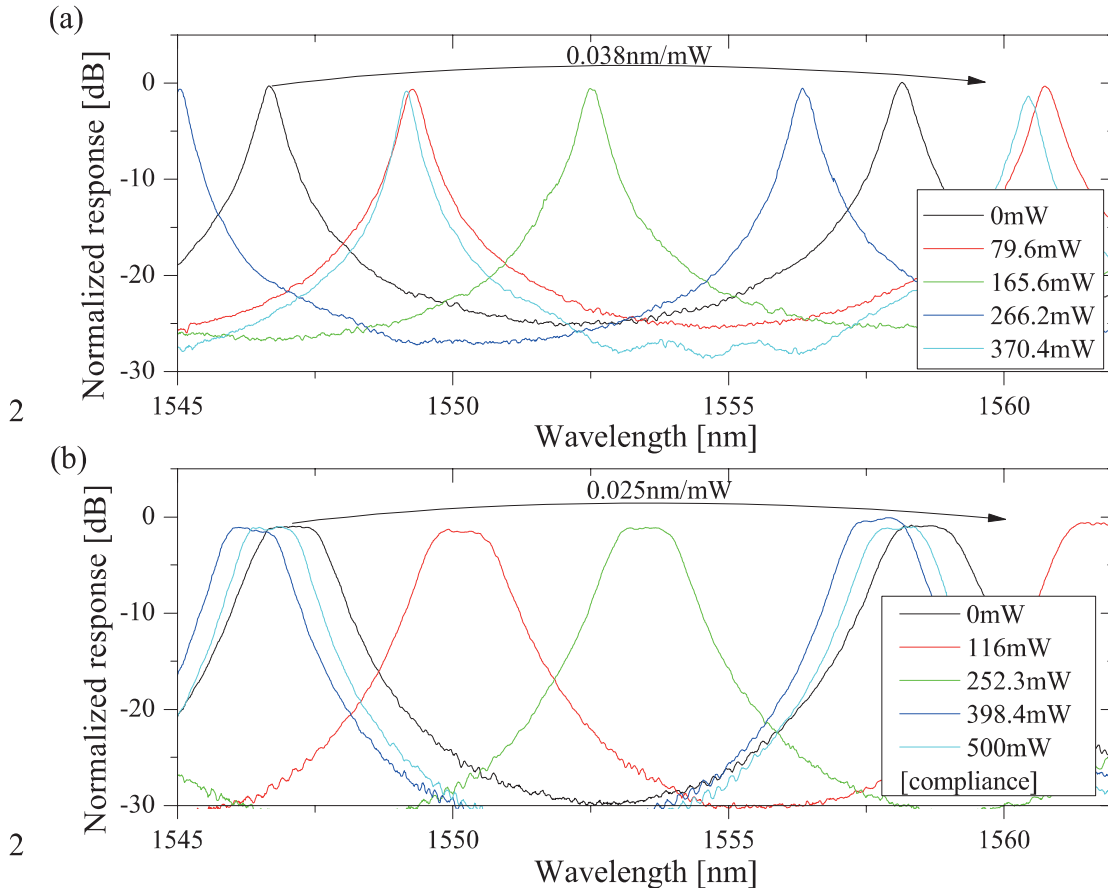 (a)
0.038nm/mW
Normalized response [dB]
0
-10
-20
-30
0mW
79.6mW
165.6mW
266.2mW
370.4mW
1545
1550
1555
1560
Wavelength [nm]
2
(b)
0.025nm/mW
Normalized response [dB]
0
-10
-20
-30
0mW
116mW
252.3mW
398.4mW
500mW
[compliance]
1545
1550
1555
1560
Wavelength [nm]
2